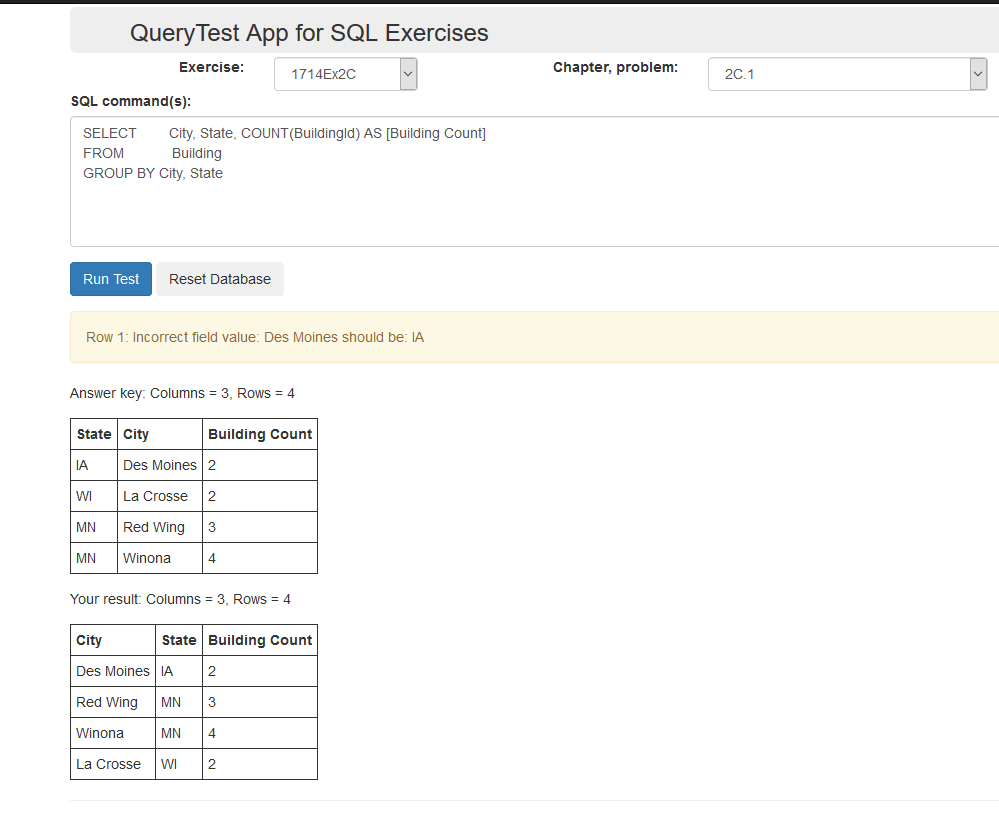 QueryTest App for SQL Exercises
Exercise: 1714Ex2C Chapter, problem: 2C.1
SQL command(s):
SELECT City, State, COUNT(BuildingId) AS [Building Count]
FROM Building
GROUP BY City, State
Run Test Reset Database
Row 1: Incorrect field value: Des Moines should be: IA
Answer key: Columns = 3, Rows = 4
State City Building Count
IA Des Moines 2
WI La Crosse 2
MN Red Wing 3
MN Winona 4
Your result: Columns = 3, Rows = 4
City State Building Count
Des Moines IA 2
Red Wing MN 3
Winona MN 4
La Crosse WI 2